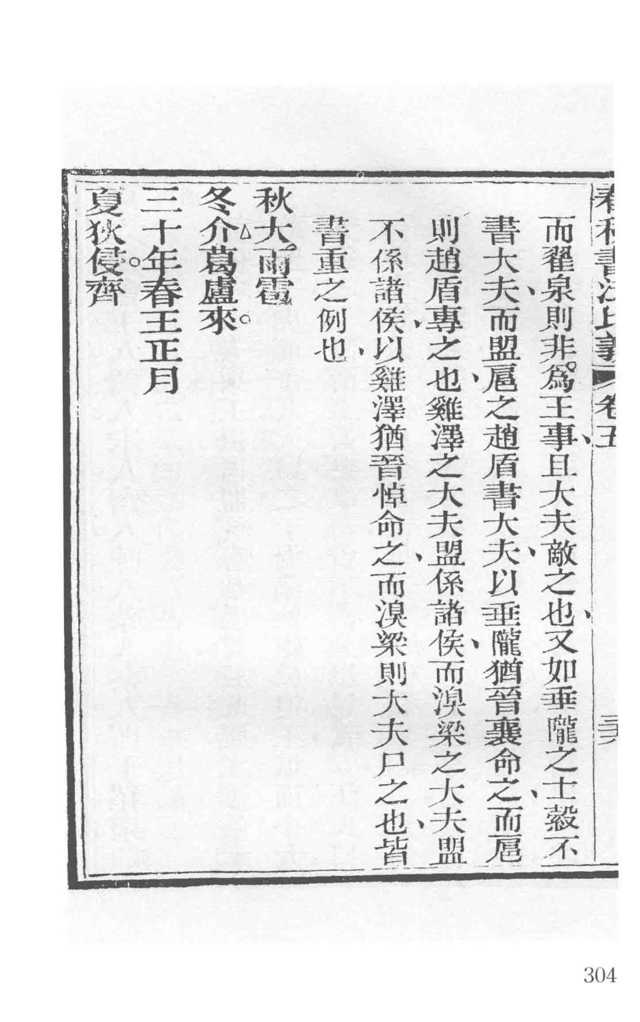 春秋書法比義 卷五
而翟泉則非爲王事且大夫敵之也又如垂隴之士縠不
書大夫而盟扈之趙盾書大夫以垂隴猶晉襄命之而扈
則趙盾專之也雞澤之大夫盟係諸侯而湨梁之大夫盟
不係諸侯以雞澤猶晉悼命之而湨梁則大夫尸之也皆
書重之例也
秋大雨雹
冬介葛盧來
三十年春王正月
夏狄侵齊
304